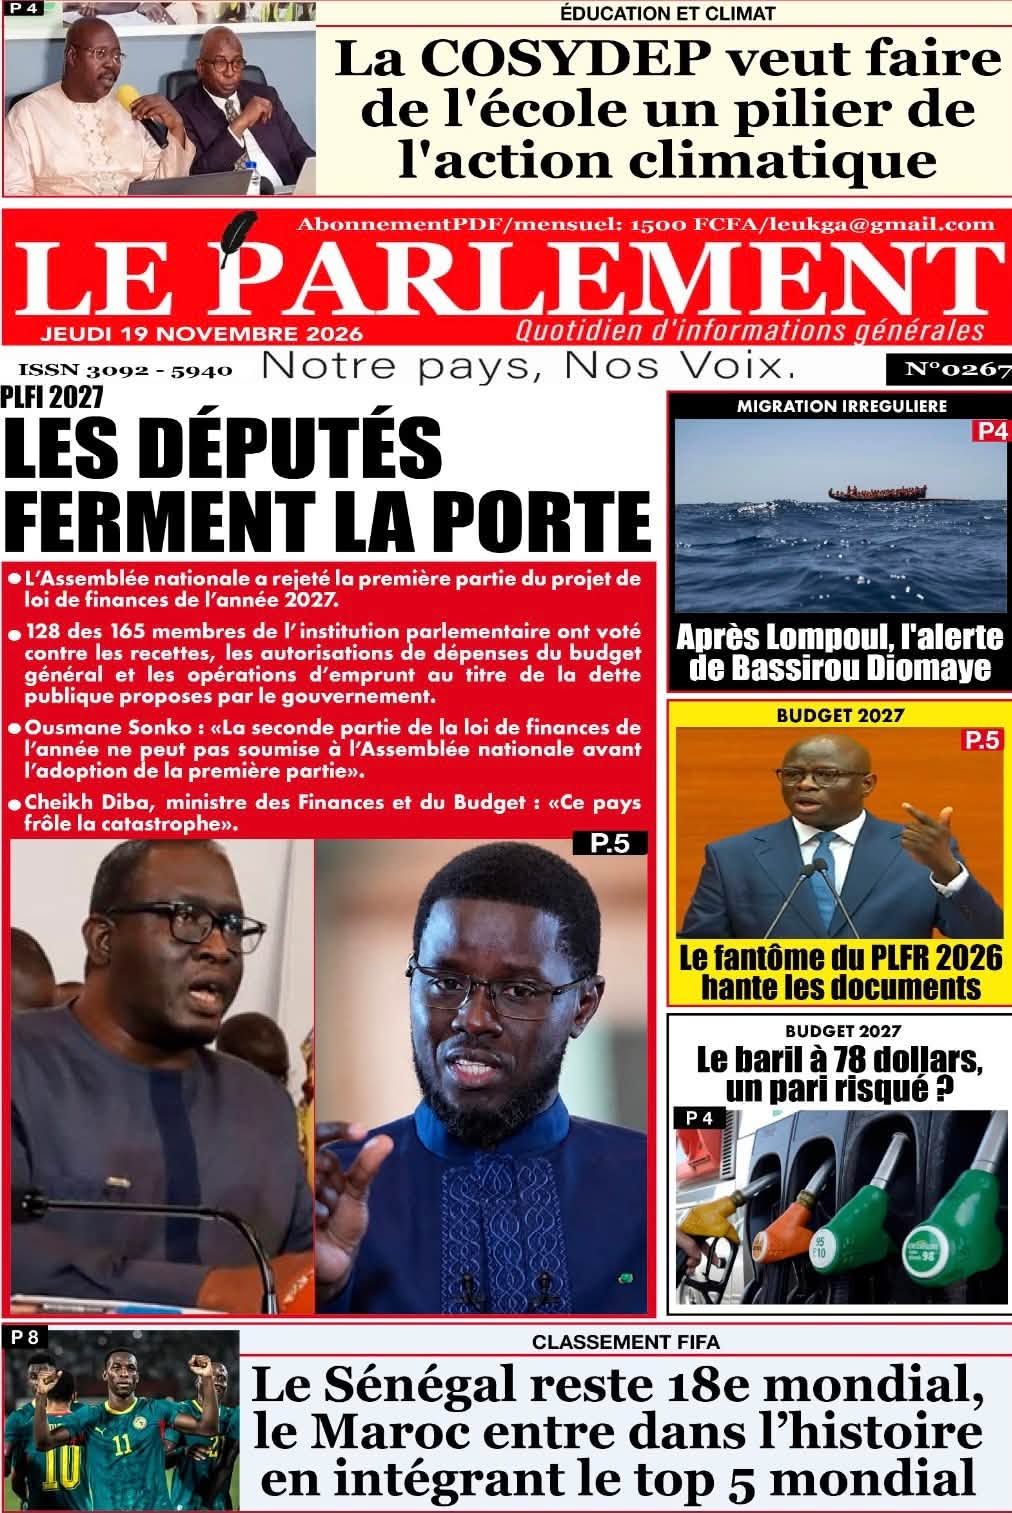 P 4
ÉDUCATION ET CLIMAT
La COSYDEP veut faire
de l'école un pilier de
l'action climatique
AbonnementPDF/mensuel: 1500 FCFA/leukga@gmail.com
LE PARLEMENT
JEUDI 19 NOVEMBRE 2026
Quotidien d'informations générales
ISSN 3092 - 5940
Notre pays, Nos Voix.
N°0267
PLFI 2027
LES DÉPUTÉS
FERMENT LA PORTE
L'Assemblée nationale a rejeté la première partie du projet de
loi de finances de l'année 2027.
128 des 165 membres de l'institution parlementaire ont voté
contre les recettes, les autorisations de dépenses du budget
général et les opérations d'emprunt au titre de la dette
publique proposes par le gouvernement.
Ousmane Sonko : «La seconde partie de la loi de finances de
l'année ne peut pas soumise à l'Assemblée nationale avant
l'adoption de la première partie».
Cheikh Diba, ministre des Finances et du Budget : «Ce pays
frôle la catastrophe».
P.5
MIGRATION IRREGULIERE
P4
Après Lompoul, l'alerte
de Bassirou Diomaye
BUDGET 2027
P.5
Le fantôme du PLFR 2026
hante les documents
BUDGET 2027
Le baril à 78 dollars,
un pari risqué ?
P 4
95
E10
98
P 8
10
11
CLASSEMENT FIFA
Le Sénégal reste 18e mondial,
le Maroc entre dans l'histoire
en intégrant le top 5 mondial